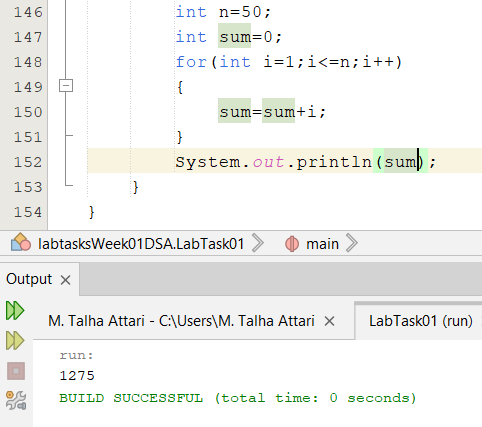 146 int n=50;
147 int sum=0;
148 for(int i=1;i<=n;i++)
149 {
150 sum=sum+i;
151 }
152 System.out.println(sum);
153 }
154 }
labtasksWeek01DSA.LabTask01 main
Output
M. Talha Attari - C:\Users\M. Talha Attari LabTask01 (run)
run:
1275
BUILD SUCCESSFUL (total time: 0 seconds)